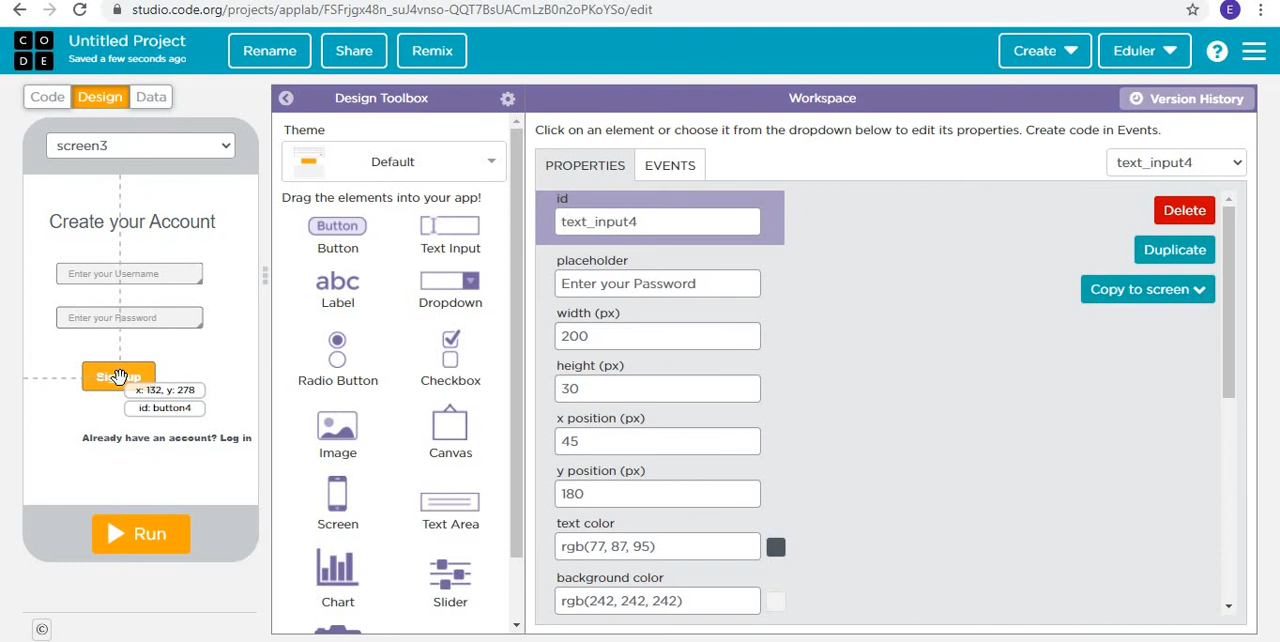 studio.code.org/projects/applab/FSFrjgx48n_suJ4vnso-QQT7BsUACmLzB0n2oPKoYSo/edit
E
C O
D E
Untitled Project
Saved a few seconds ago
Rename
Share
Remix
Create
Eduler
?
Code
Design
Data
Design Toolbox
Workspace
Version History
screen3
Theme
Default
Click on an element or choose it from the dropdown below to edit its properties. Create code in Events.
PROPERTIES
EVENTS
text_input4
Drag the elements into your app!
Create your Account
Enter your Username
Enter your Password
x: 132, y: 278
id: button4
Already have an account? Log in
Run
©
Button
Button
Text Input
abc
Label
Dropdown
Radio Button
Checkbox
Image
Canvas
Screen
Text Area
Chart
Slider
id
text_input4
placeholder
Enter your Password
width (px)
200
height (px)
30
x position (px)
45
y position (px)
180
text color
rgb(77, 87, 95)
background color
rgb(242, 242, 242)
Delete
Duplicate
Copy to screen